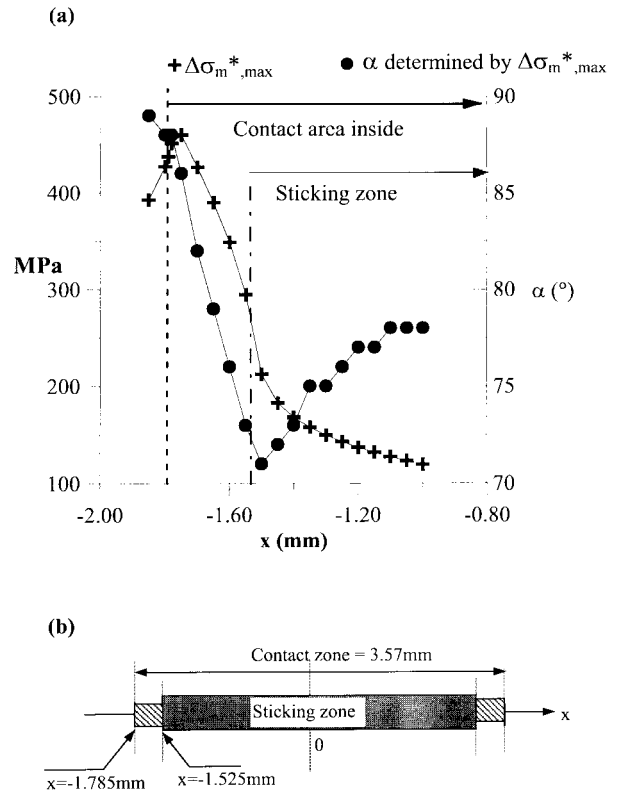 (a)
+ Δσm*,max ● α determined by Δσm*,max
500 90
Contact area inside
400 85
Sticking zone
MPa
300 80 α (°)
200 75
100 70
-2.00 -1.60 -1.20 -0.80
x (mm)
(b)
Contact zone = 3.57mm
Sticking zone x
0
x=-1.785mm x=-1.525mm